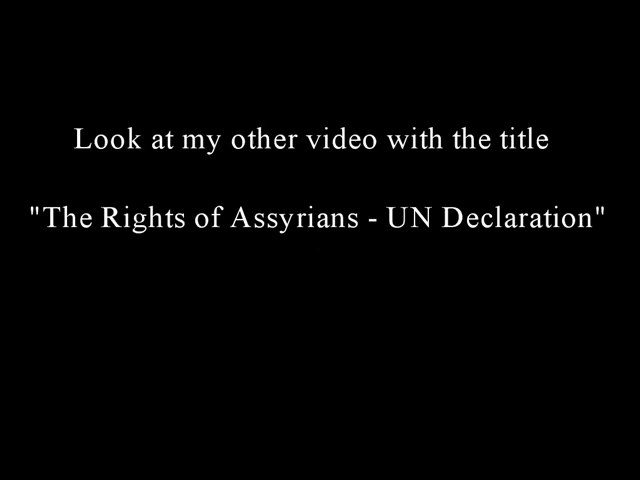 Look at my other video with the title
"The Rights of Assyrians - UN Declaration"